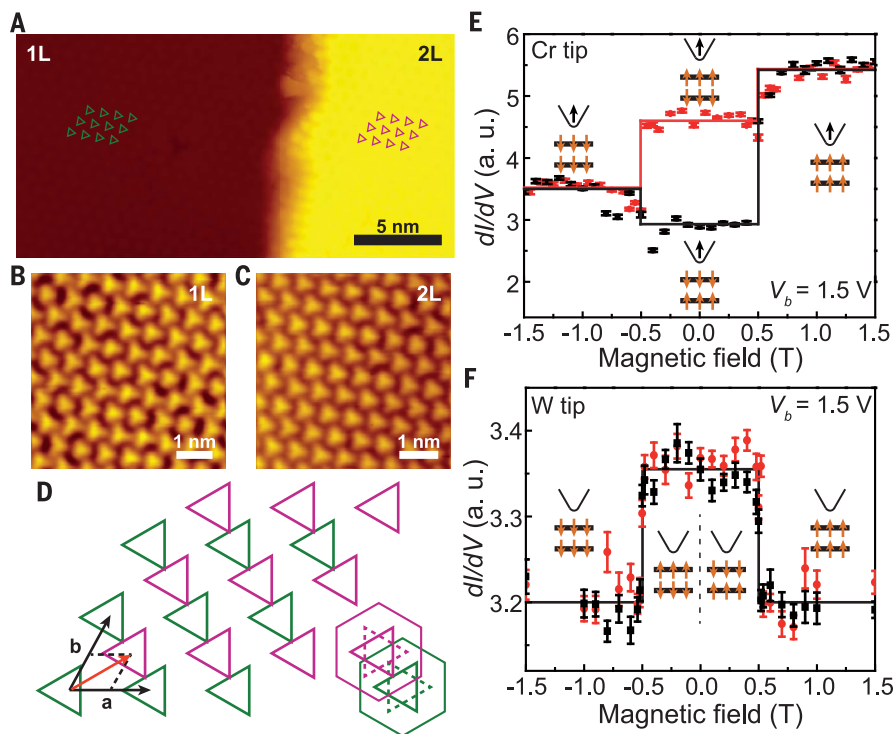 A
1L
2L
5 nm
B
1L
1 nm
C
2L
1 nm
D
b
a
E
Cr tip
V_b = 1.5 V
dI/dV (a. u.)
6
5
4
3
2
-1.5 -1.0 -0.5 0.0 0.5 1.0 1.5
Magnetic field (T)
F
W tip
V_b = 1.5 V
dI/dV (a. u.)
3.4
3.3
3.2
-1.5 -1.0 -0.5 0.0 0.5 1.0 1.5
Magnetic field (T)